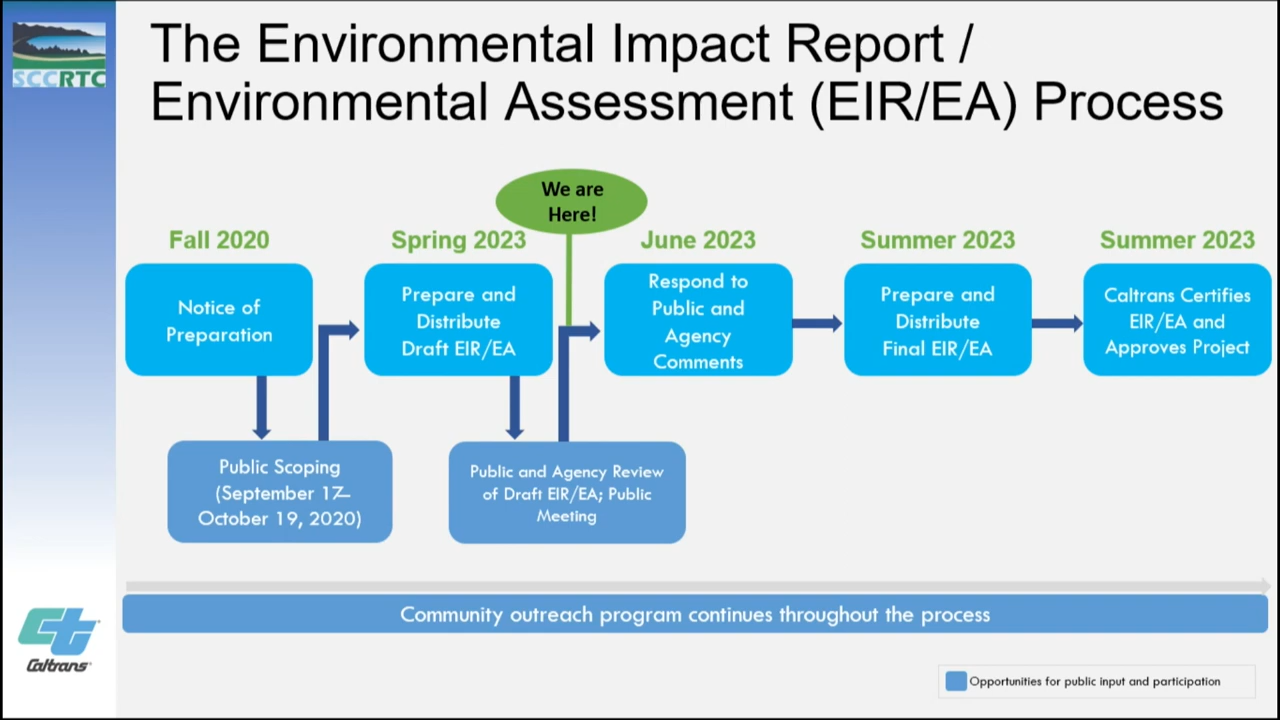 SCCRTC
The Environmental Impact Report /
Environmental Assessment (EIR/EA) Process
We are
Here!
Fall 2020
Spring 2023
June 2023
Summer 2023
Summer 2023
Notice of
Preparation
Prepare and
Distribute
Draft EIR/EA
Respond to
Public and
Agency
Comments
Prepare and
Distribute
Final EIR/EA
Caltrans Certifies
EIR/EA and
Approves Project
Public Scoping
(September 17–
October 19, 2020)
Public and Agency Review
of Draft EIR/EA; Public
Meeting
Community outreach program continues throughout the process
Caltrans®
Opportunities for public input and participation